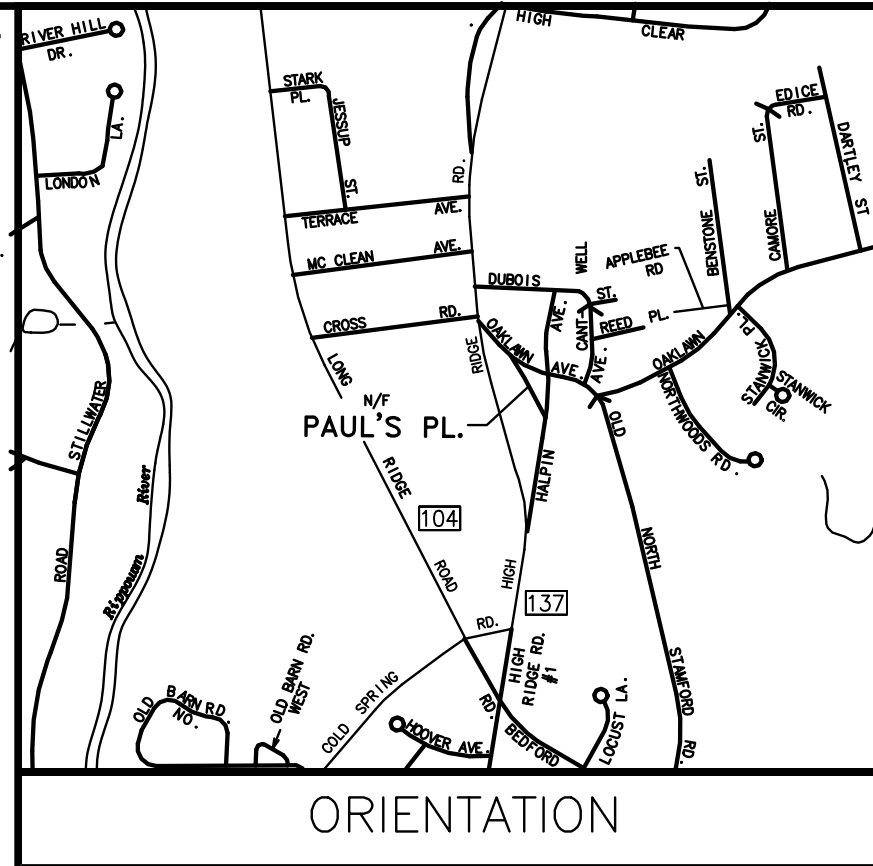 RIVER HILL
DR.
LA.
LONDON
HIGH
CLEAR
STARK
PL.
JESSUP
ST.
RD.
TERRACE AVE.
MC CLEAN AVE.
CROSS RD.
EDICE
RD.
ST.
CAMORE
DARTLEY ST
ST.
BENSTONE
APPLEBEE
RD
WELL
CANT
AVE.
DUBOIS
ST.
REED PL.
AVE.
OAKLAWN
AVE.
OAKLAWN
RIDGE
LONG
N/F
PAUL'S PL.
RIDGE
ROAD
104
HALPIN
OLD
NORTH
STAMFORD
RD.
NORTHWOODS RD.
STANWICK
PL.
STANWICK
CIR.
STILLWATER
ROAD
River
Rippowam
HIGH
137
RD.
COLD SPRING
HIGH
RIDGE RD.
#1
RD.
OLD BARN RD.
NO.
OLD BARN RD.
WEST
HOOVER AVE.
BEDFORD
LOCUST LA.
ORIENTATION